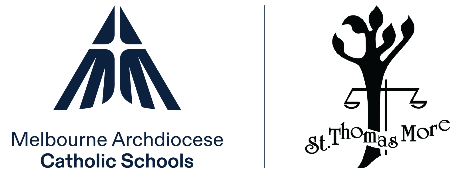 Melbourne Archdiocese
Catholic Schools
St. Thomas More